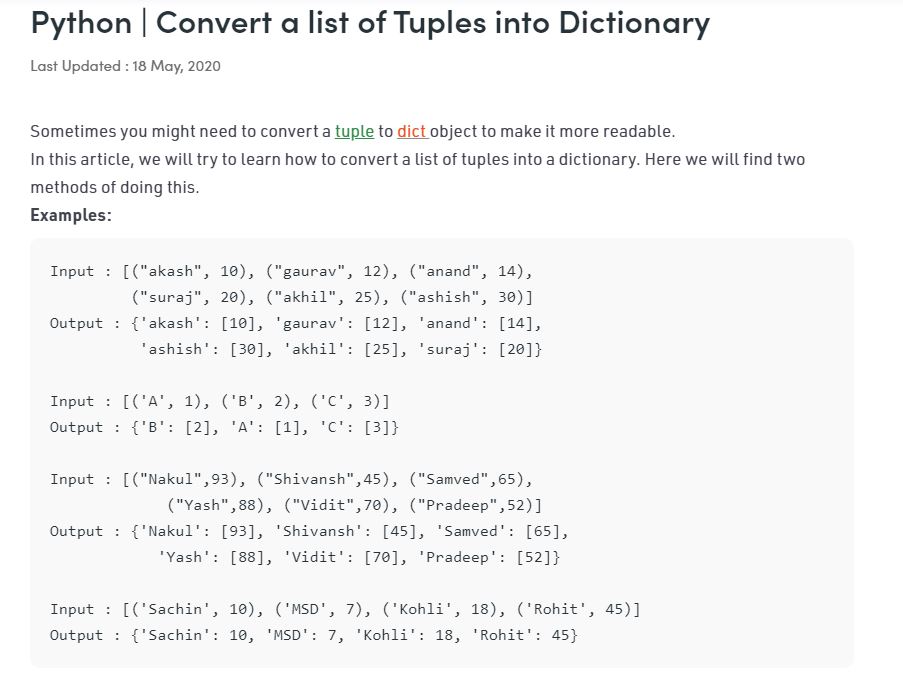 Python | Convert a list of Tuples into Dictionary
Last Updated : 18 May, 2020
Sometimes you might need to convert a tuple to dict object to make it more readable.
In this article, we will try to learn how to convert a list of tuples into a dictionary. Here we will find two
methods of doing this.
Examples:
Input : [("akash", 10), ("gaurav", 12), ("anand", 14),
("suraj", 20), ("akhil", 25), ("ashish", 30)]
Output : {'akash': [10], 'gaurav': [12], 'anand': [14],
'ashish': [30], 'akhil': [25], 'suraj': [20]}
Input : [('A', 1), ('B', 2), ('C', 3)]
Output : {'B': [2], 'A': [1], 'C': [3]}
Input : [("Nakul",93), ("Shivansh",45), ("Samved",65),
("Yash",88), ("Vidit",70), ("Pradeep",52)]
Output : {'Nakul': [93], 'Shivansh': [45], 'Samved': [65],
'Yash': [88], 'Vidit': [70], 'Pradeep': [52]}
Input : [('Sachin', 10), ('MSD', 7), ('Kohli', 18), ('Rohit', 45)]
Output : {'Sachin': 10, 'MSD': 7, 'Kohli': 18, 'Rohit': 45}